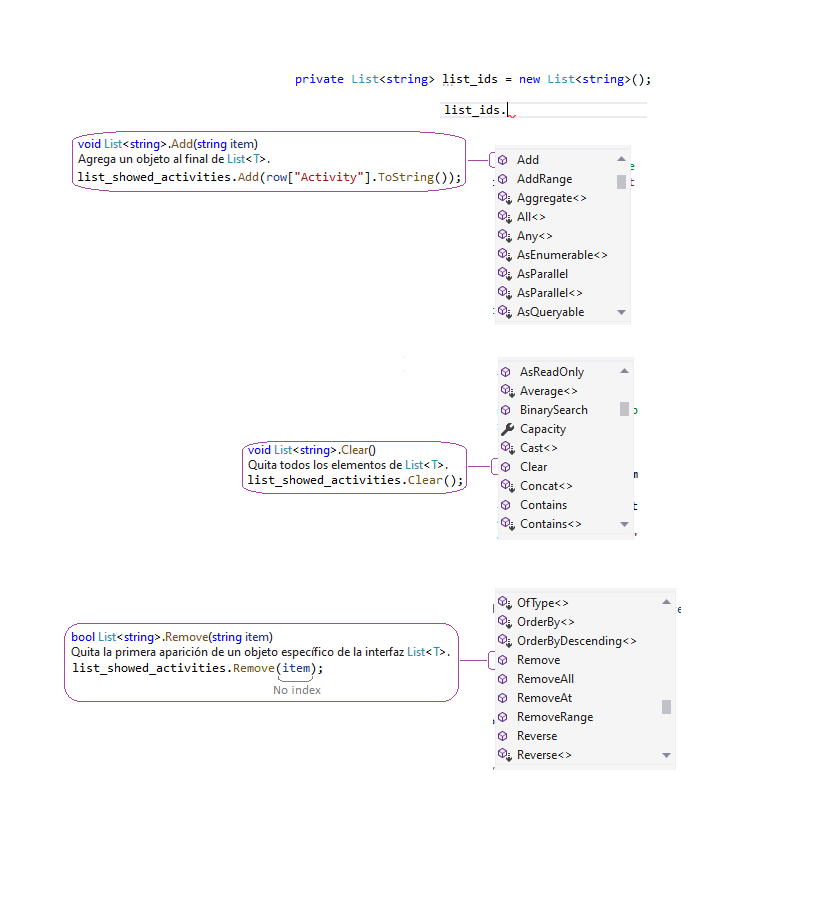 private List<string> list_ids = new List<string>();
list_ids.
void List<string>.Add(string item)
Agrega un objeto al final de List<T>.
list_showed_activities.Add(row["Activity"].ToString());
Add
AddRange
Aggregate<>
All<>
Any<>
AsEnumerable<>
AsParallel
AsParallel<>
AsQueryable
AsReadOnly
Average<>
BinarySearch
Capacity
Cast<>
Clear
Concat<>
Contains
Contains<>
void List<string>.Clear()
Quita todos los elementos de List<T>.
list_showed_activities.Clear();
OfType<>
OrderBy<>
OrderByDescending<>
Remove
RemoveAll
RemoveAt
RemoveRange
Reverse
Reverse<>
bool List<string>.Remove(string item)
Quita la primera aparición de un objeto específico de la interfaz List<T>.
list_showed_activities.Remove(item);
No index